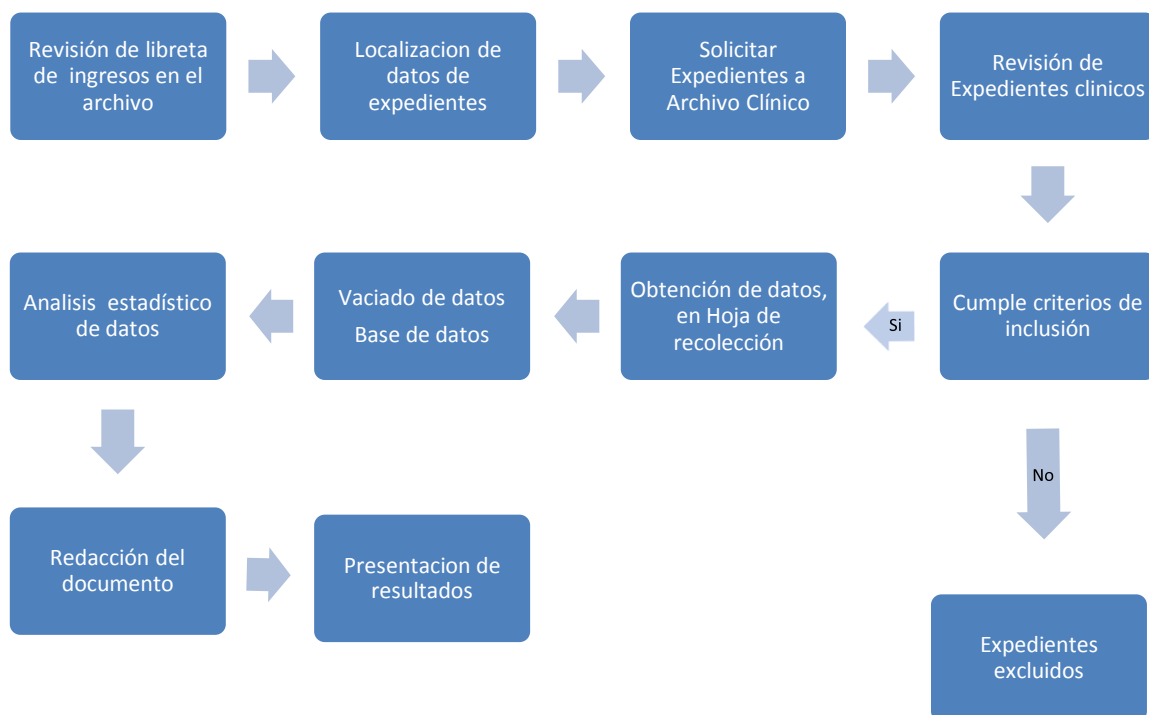 Revisión de libreta
de ingresos en el
archivo
Localizacion de
datos de
expedientes
Solicitar
Expedientes a
Archivo Clínico
Revisión de
Expedientes clinicos
Cumple criterios de
inclusión
Si
Obtención de datos,
en Hoja de
recolección
Vaciado de datos
Base de datos
Analisis estadístico
de datos
No
Redacción del
documento
Presentacion de
resultados
Expedientes
excluidos